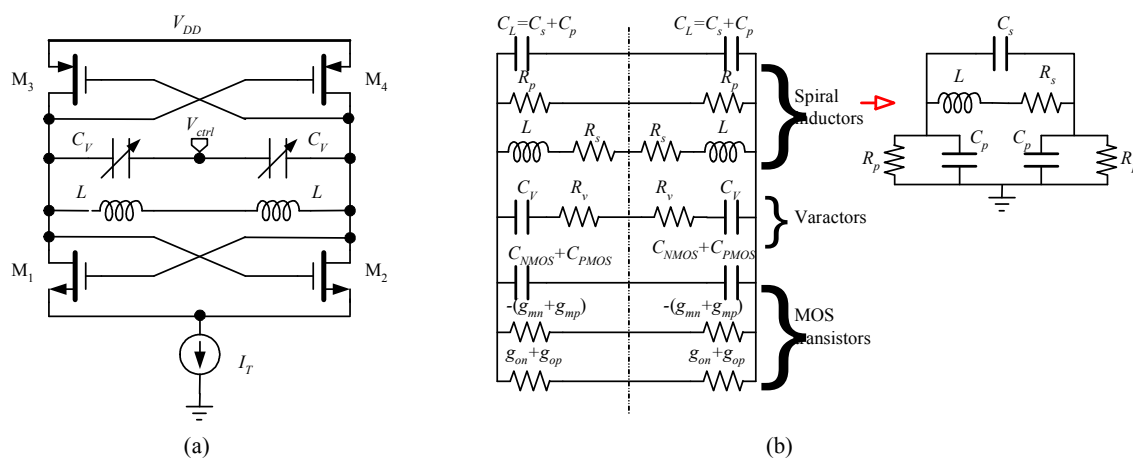 V_DD
M_3
M_4
V_ctrl
C_V
C_V
L
L
M_1
M_2
I_T
(a)
C_L=C_s+C_p
C_L=C_s+C_p
R_p
R_p
Spiral
inductors
L
R_s
R_s
L
C_V
R_v
R_v
C_V
Varactors
C_NMOS+C_PMOS
C_NMOS+C_PMOS
-(g_mn+g_mp)
-(g_mn+g_mp)
MOS
transistors
g_on+g_op
g_on+g_op
C_s
L
R_s
C_p
C_p
R_p
(b)